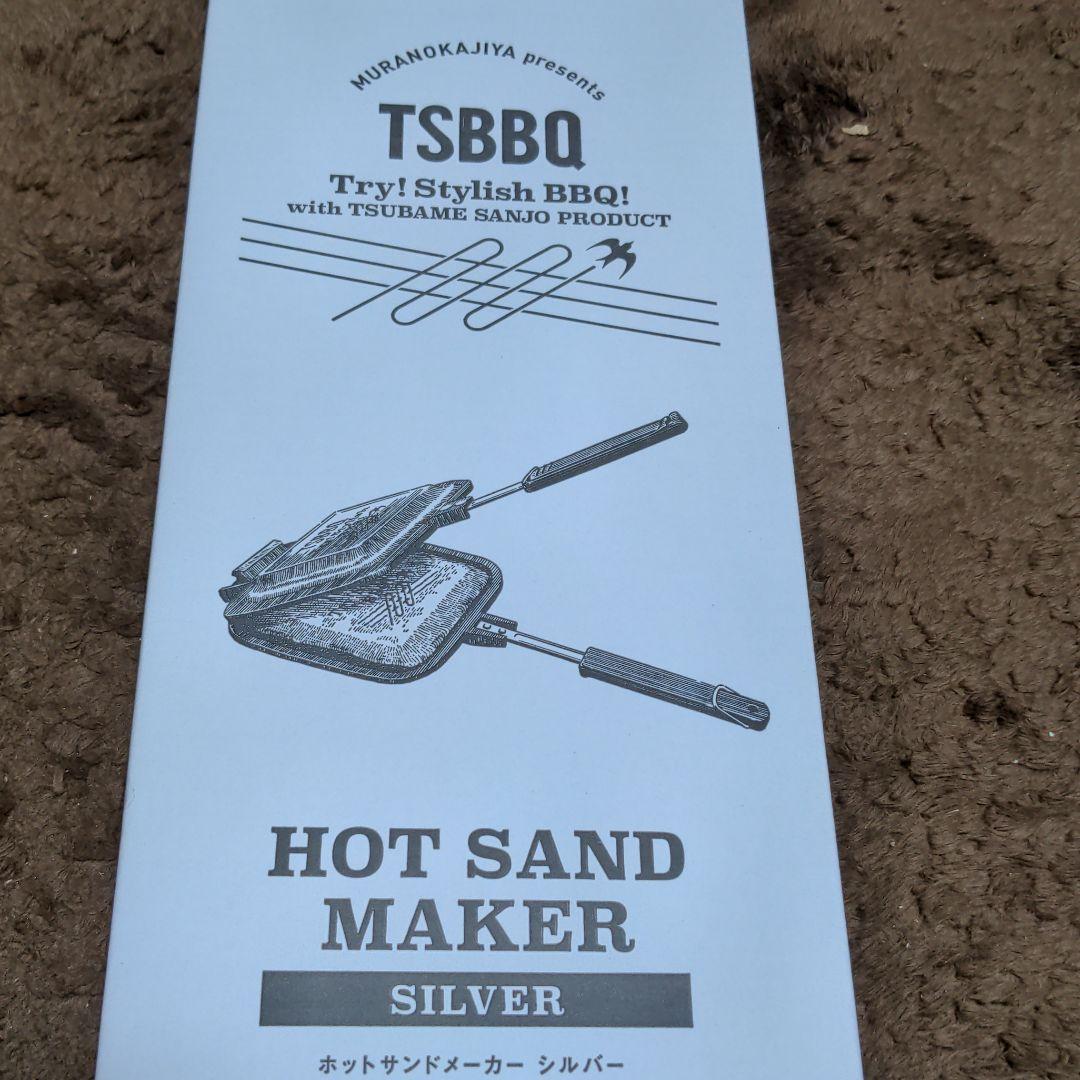 MURANOKAJIYA presents
TSBBQ
Try! Stylish BBQ!
with TSUBAME SANJO PRODUCT
HOT SAND
MAKER
SILVER
ホットサンドメーカー シルバー